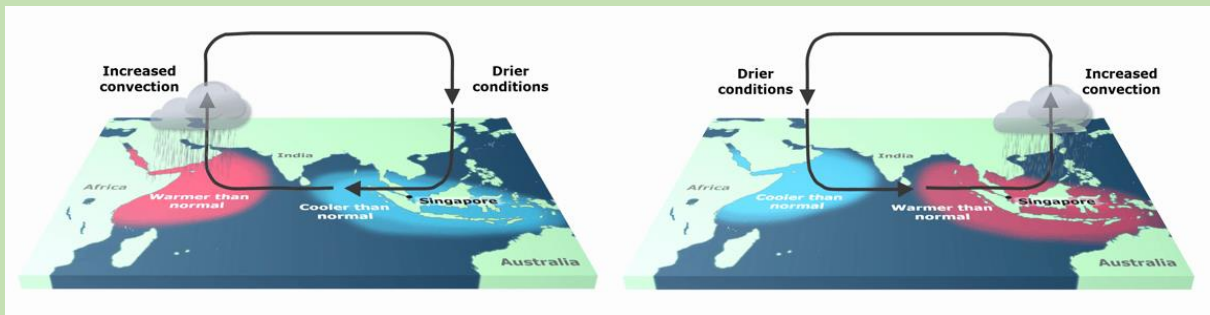 Increased
convection
Drier
conditions
India
Africa
Warmer than
normal
Cooler than
normal
Singapore
Australia
Drier
conditions
Increased
convection
India
Africa
Cooler than
normal
Warmer than
normal
Singapore
Australia